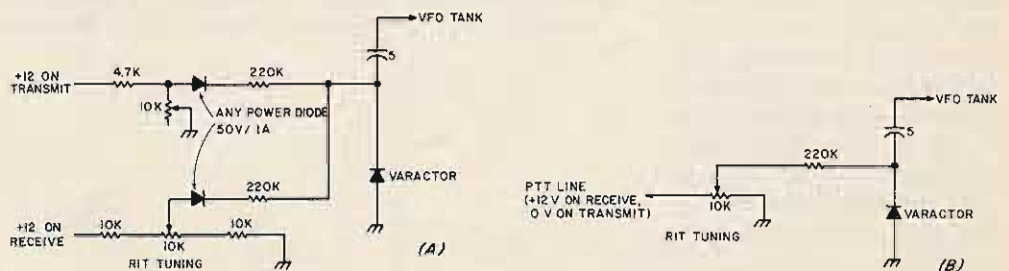 VFO TANK
5
+12 ON
TRANSMIT
4.7K
220K
10K
ANY POWER DIODE
50V/1A
220K
VARACTOR
+12 ON
RECEIVE
10K
10K
10K
RIT TUNING
(A)
VFO TANK
5
220K
PTT LINE
(+12V ON RECEIVE,
0 V ON TRANSMIT)
10K
VARACTOR
RIT TUNING
(B)